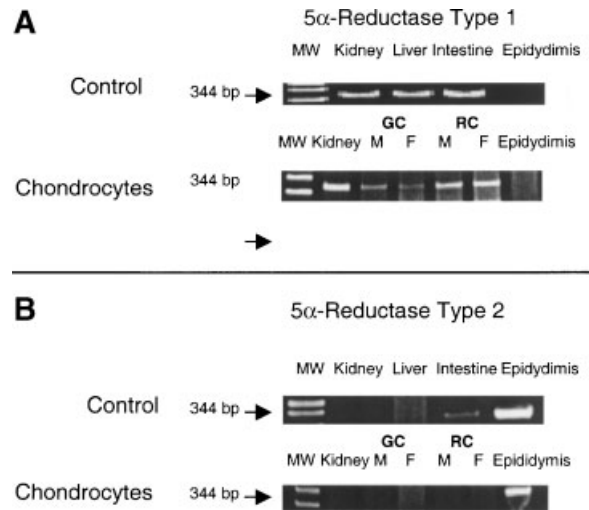 A
5α-Reductase Type 1
MW Kidney Liver Intestine Epidydimis
Control 344 bp
GC RC
MW Kidney M F M F Epidydimis
Chondrocytes 344 bp
B
5α-Reductase Type 2
MW Kidney Liver Intestine Epidydimis
Control 344 bp
GC RC
MW Kidney M F M F Epididymis
Chondrocytes 344 bp